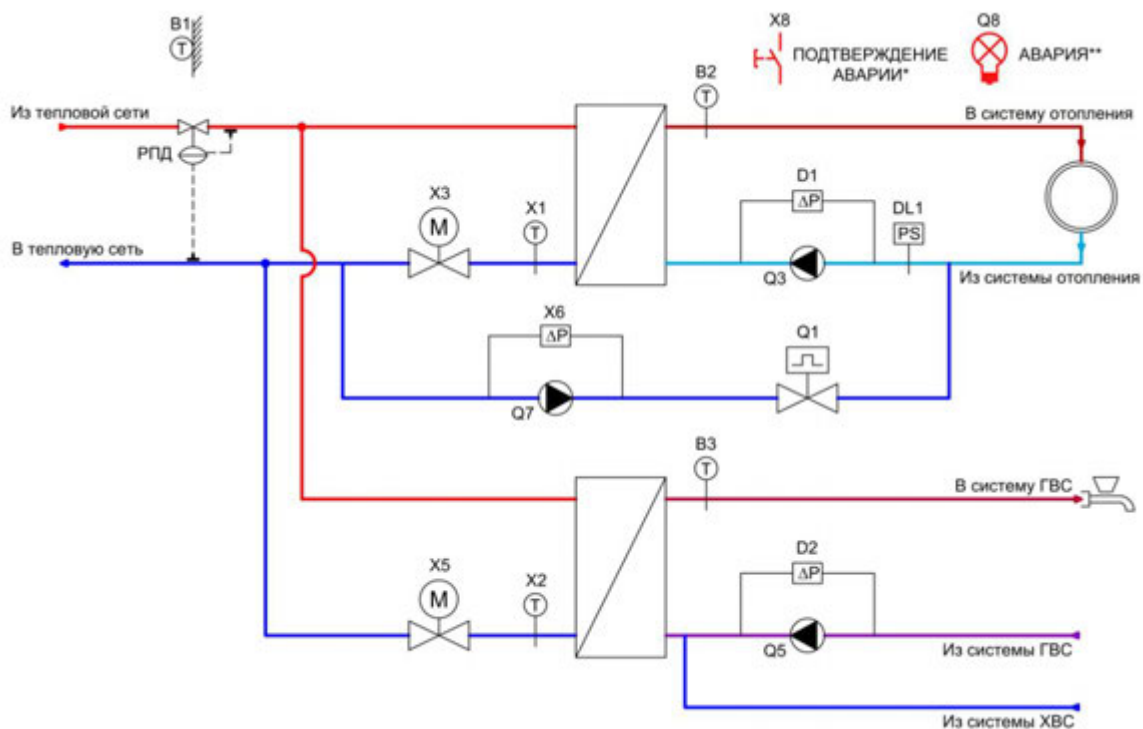 B1
T
X8
ПОДТВЕРЖДЕНИЕ
АВАРИИ*
Q8
АВАРИЯ**
Из тепловой сети
B2
T
В систему отопления
РПД
X3
M
X1
T
D1
ΔP
DL1
PS
В тепловую сеть
Q3
Из системы отопления
X6
ΔP
Q1
Q7
B3
T
В систему ГВС
X5
M
X2
T
D2
ΔP
Q5
Из системы ГВС
Из системы ХВС